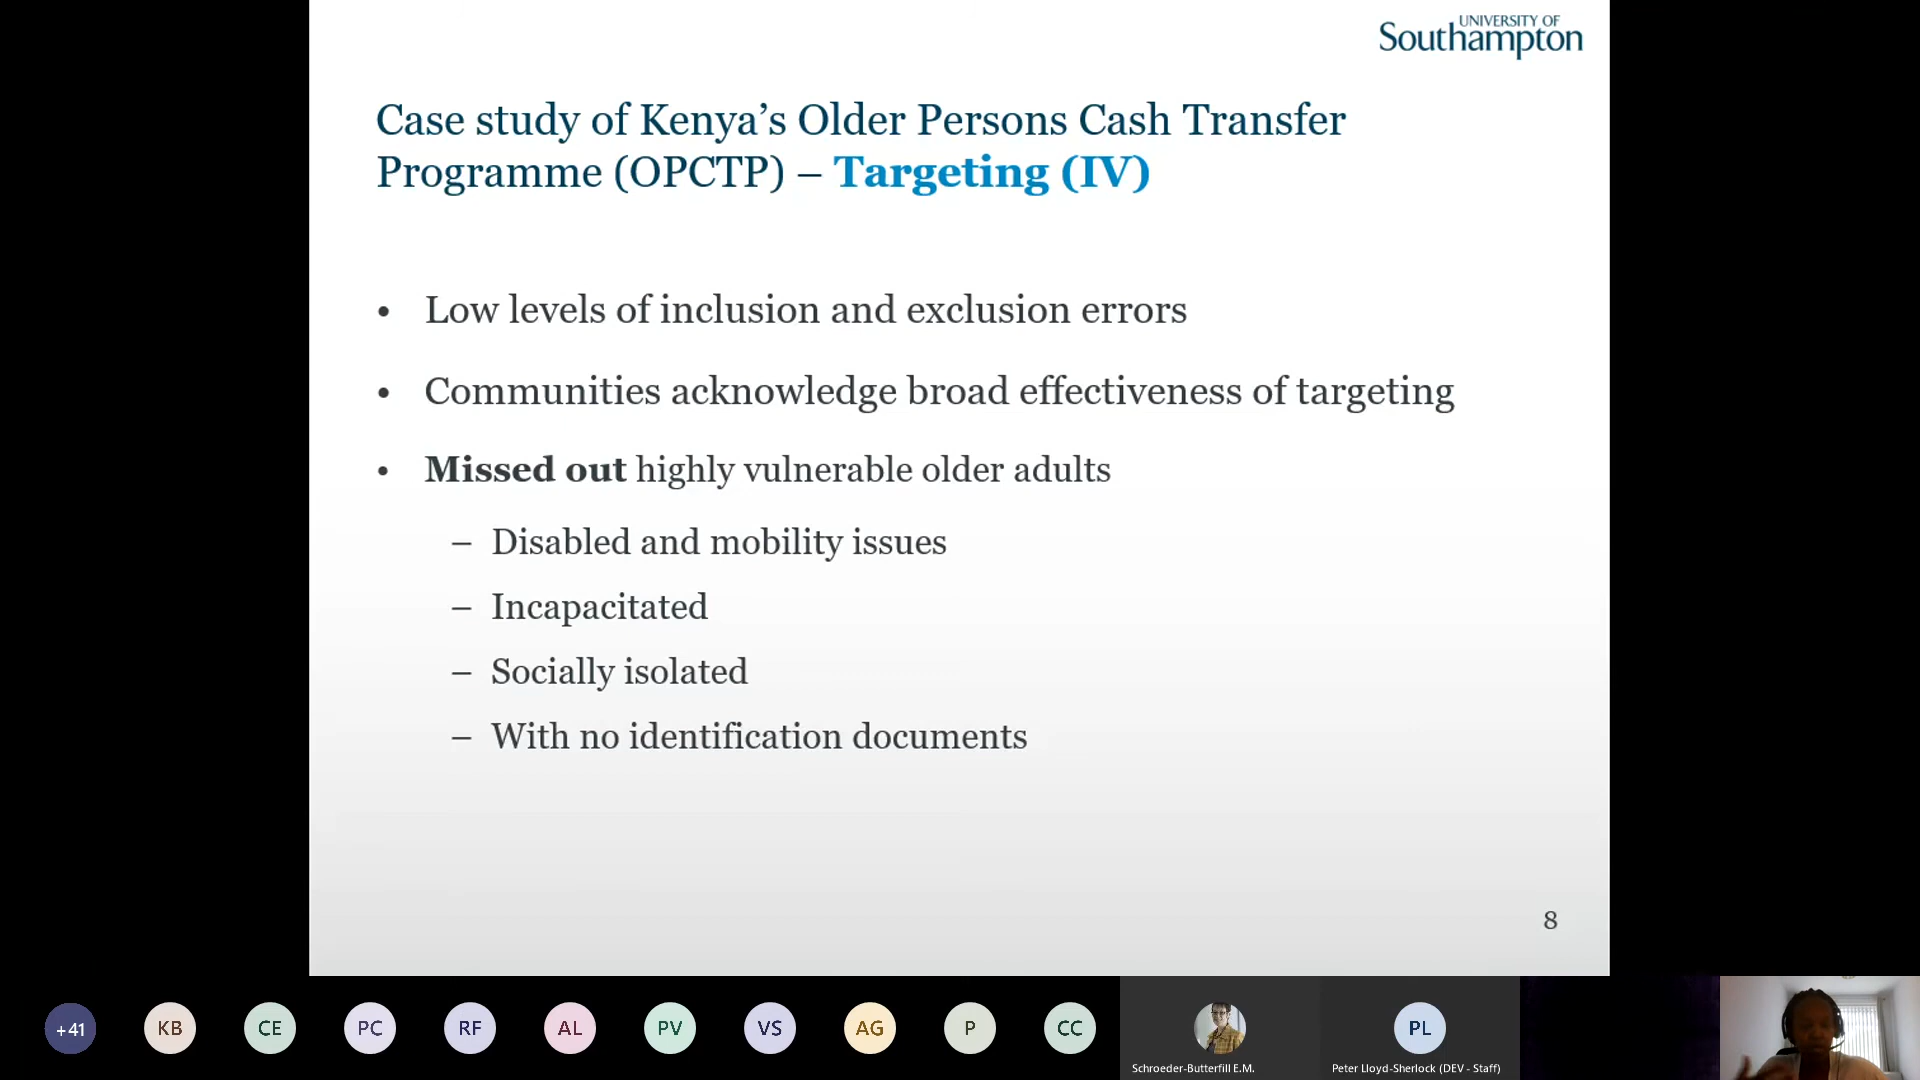 UNIVERSITY OF
Southampton
Case study of Kenya’s Older Persons Cash Transfer
Programme (OPCTP) – Targeting (IV)
• Low levels of inclusion and exclusion errors
• Communities acknowledge broad effectiveness of targeting
• Missed out highly vulnerable older adults
– Disabled and mobility issues
– Incapacitated
– Socially isolated
– With no identification documents
8
+41
KB
CE
PC
RF
AL
PV
VS
AG
P
CC
PL
Schroeder-Butterfill E.M.
Peter Lloyd-Sherlock (DEV - Staff)